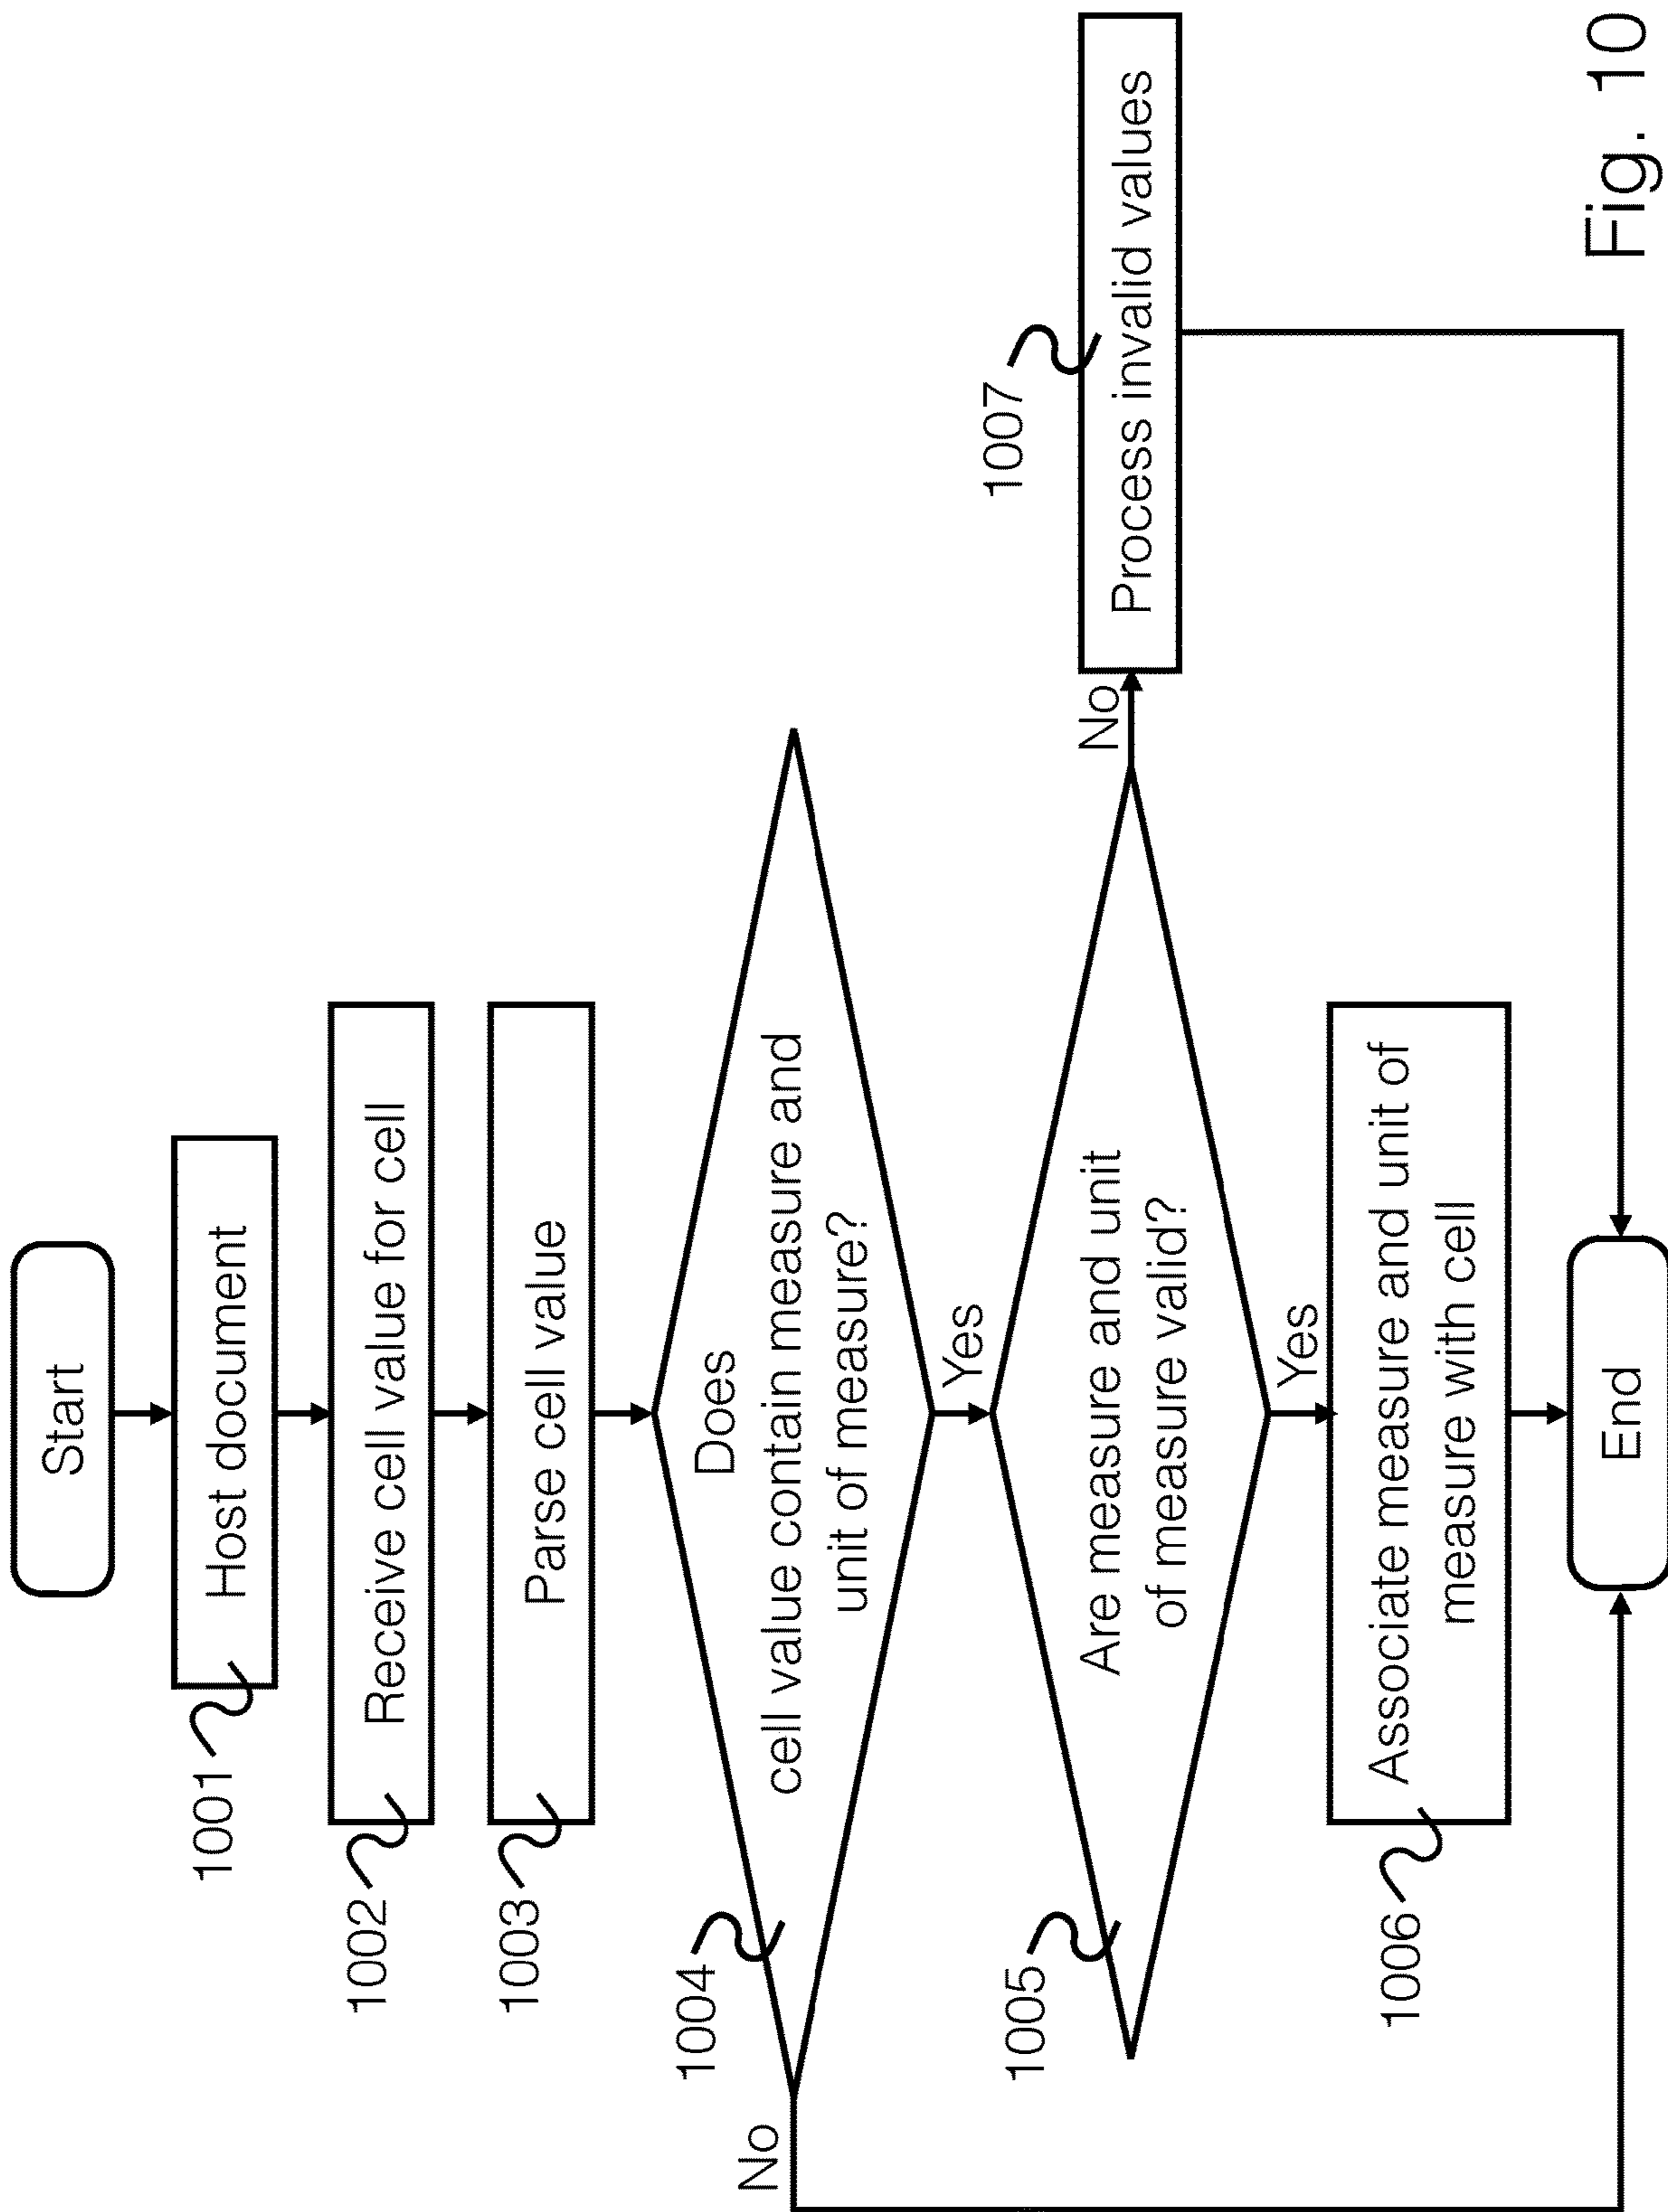 Start
1001
Host document
1002
Receive cell value for cell
1003
Parse cell value
1004
Does
cell value contain measure and
unit of measure?
No
Yes
1005
Are measure and unit
of measure valid?
No
1007
Process invalid values
Yes
1006
Associate measure and unit of
measure with cell
End
Fig. 10